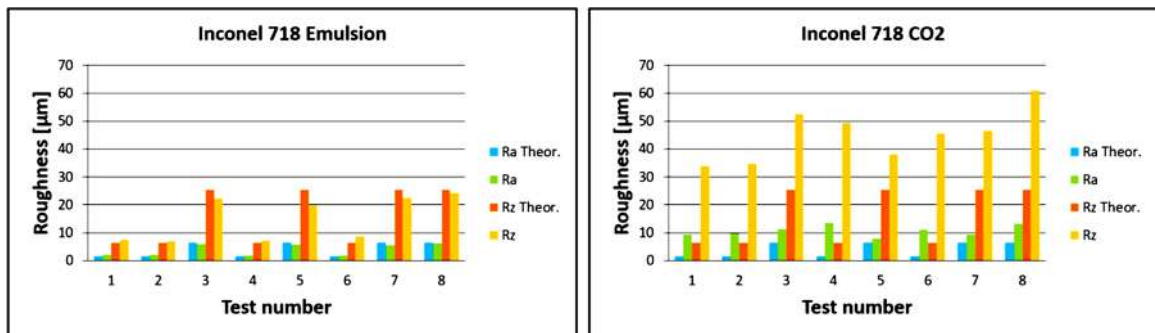 Inconel 718 Emulsion
Roughness [µm]
70
60
50
40
30
20
10
0
1 2 3 4 5 6 7 8
Test number
Ra Theor.
Ra
Rz Theor.
Rz
Inconel 718 CO2
Roughness [µm]
70
60
50
40
30
20
10
0
1 2 3 4 5 6 7 8
Test number
Ra Theor.
Ra
Rz Theor.
Rz